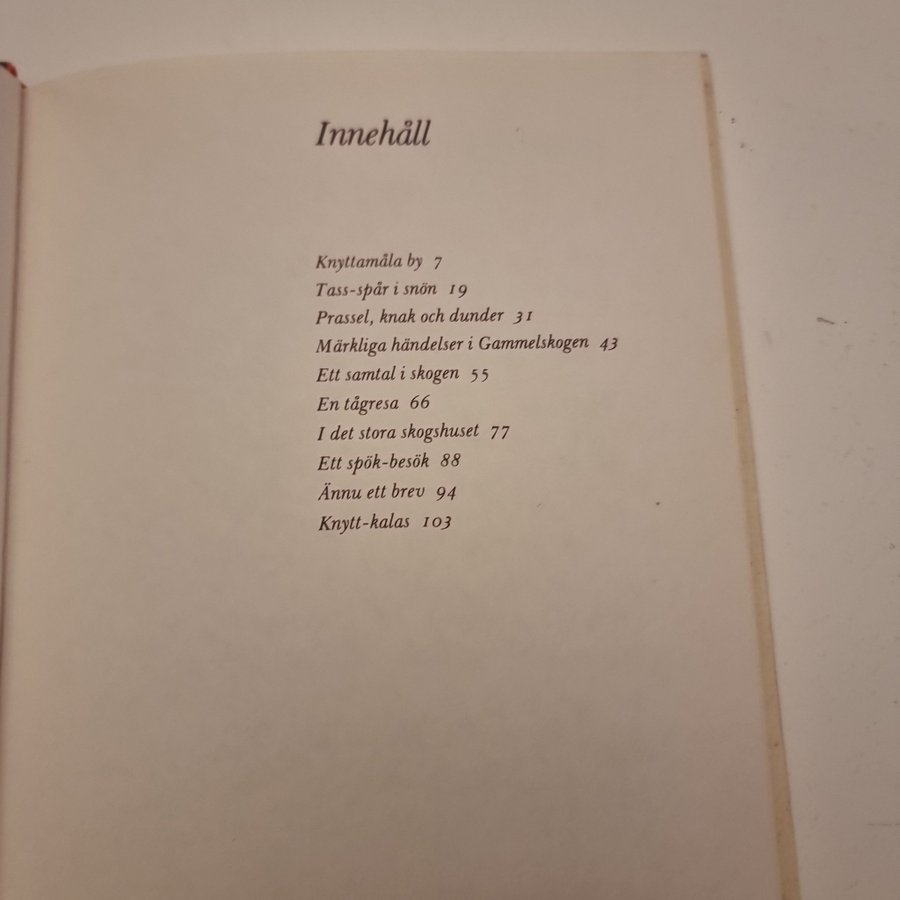 Innehåll
Knyttamåla by 7
Tass-spår i snön 19
Prassel, knak och dunder 31
Märkliga händelser i Gammelskogen 43
Ett samtal i skogen 55
En tågresa 66
I det stora skogshuset 77
Ett spök-besök 88
Ännu ett brev 94
Knytt-kalas 103